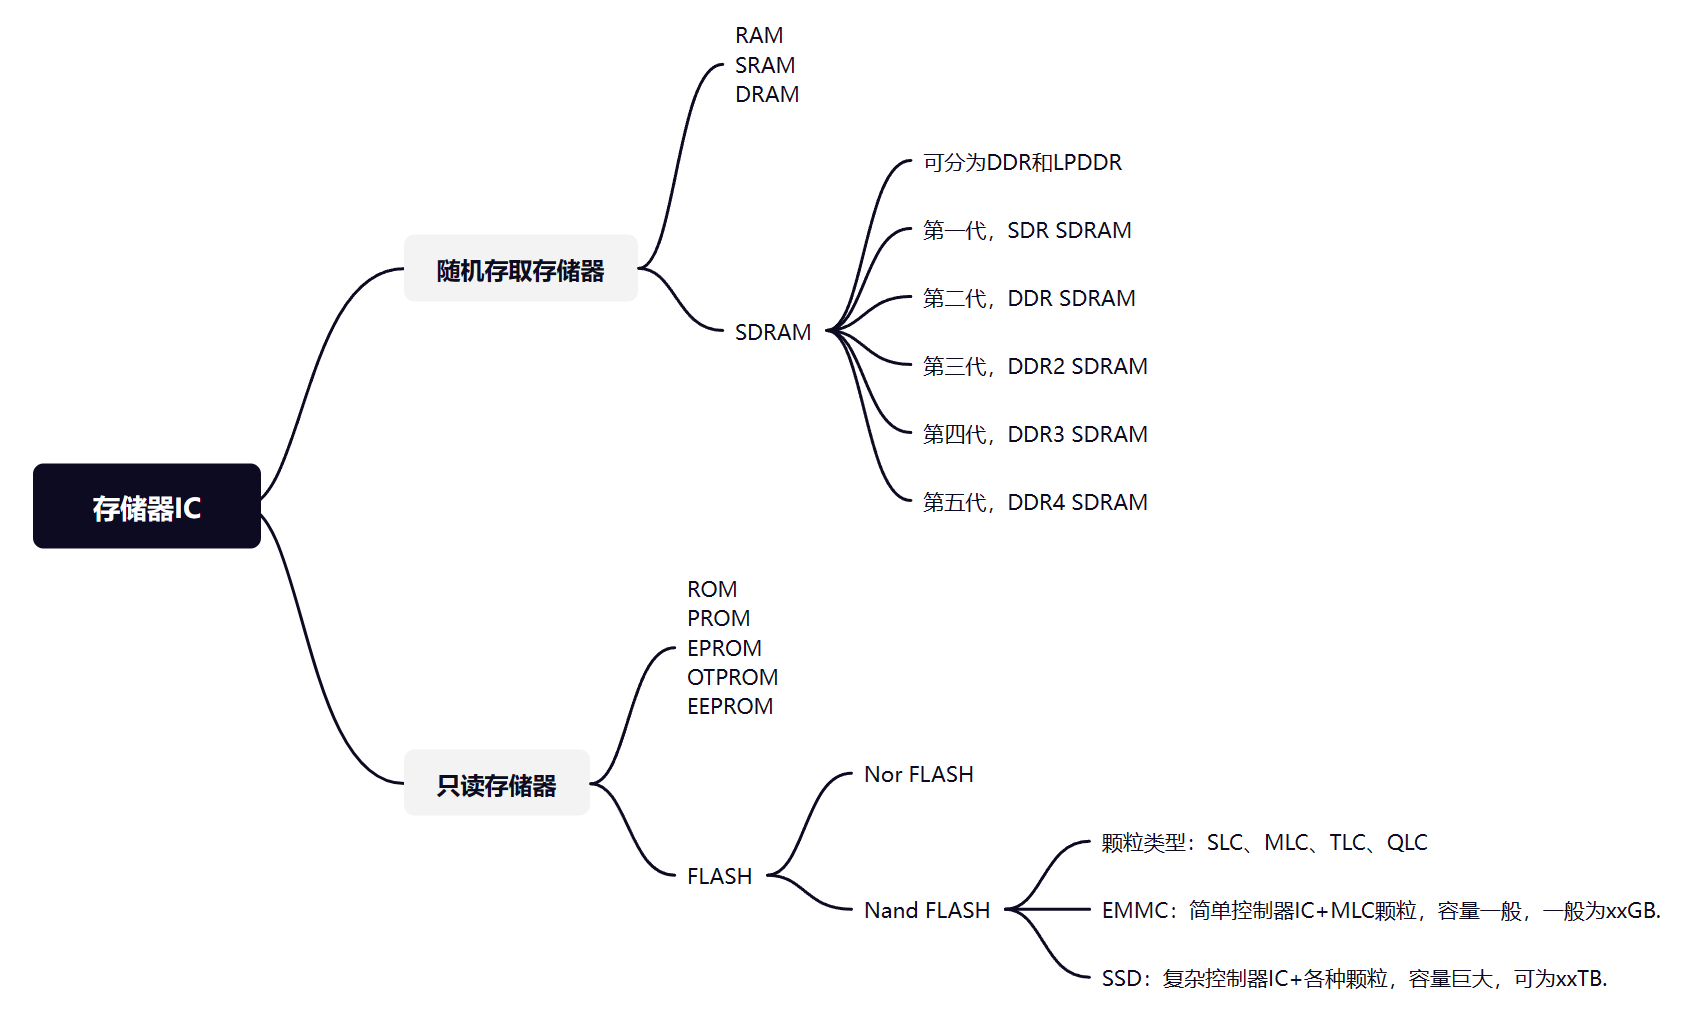 RAM
SRAM
DRAM
可分为DDR和LPDDR
第一代，SDR SDRAM
随机存取存储器
第二代，DDR SDRAM
SDRAM
第三代，DDR2 SDRAM
第四代，DDR3 SDRAM
第五代，DDR4 SDRAM
存储器IC
ROM
PROM
EPROM
OTPROM
EEPROM
Nor FLASH
只读存储器
颗粒类型：SLC、MLC、TLC、QLC
FLASH
Nand FLASH
EMMC：简单控制器IC+MLC颗粒，容量一般，一般为xxGB.
SSD：复杂控制器IC+各种颗粒，容量巨大，可为xxTB.